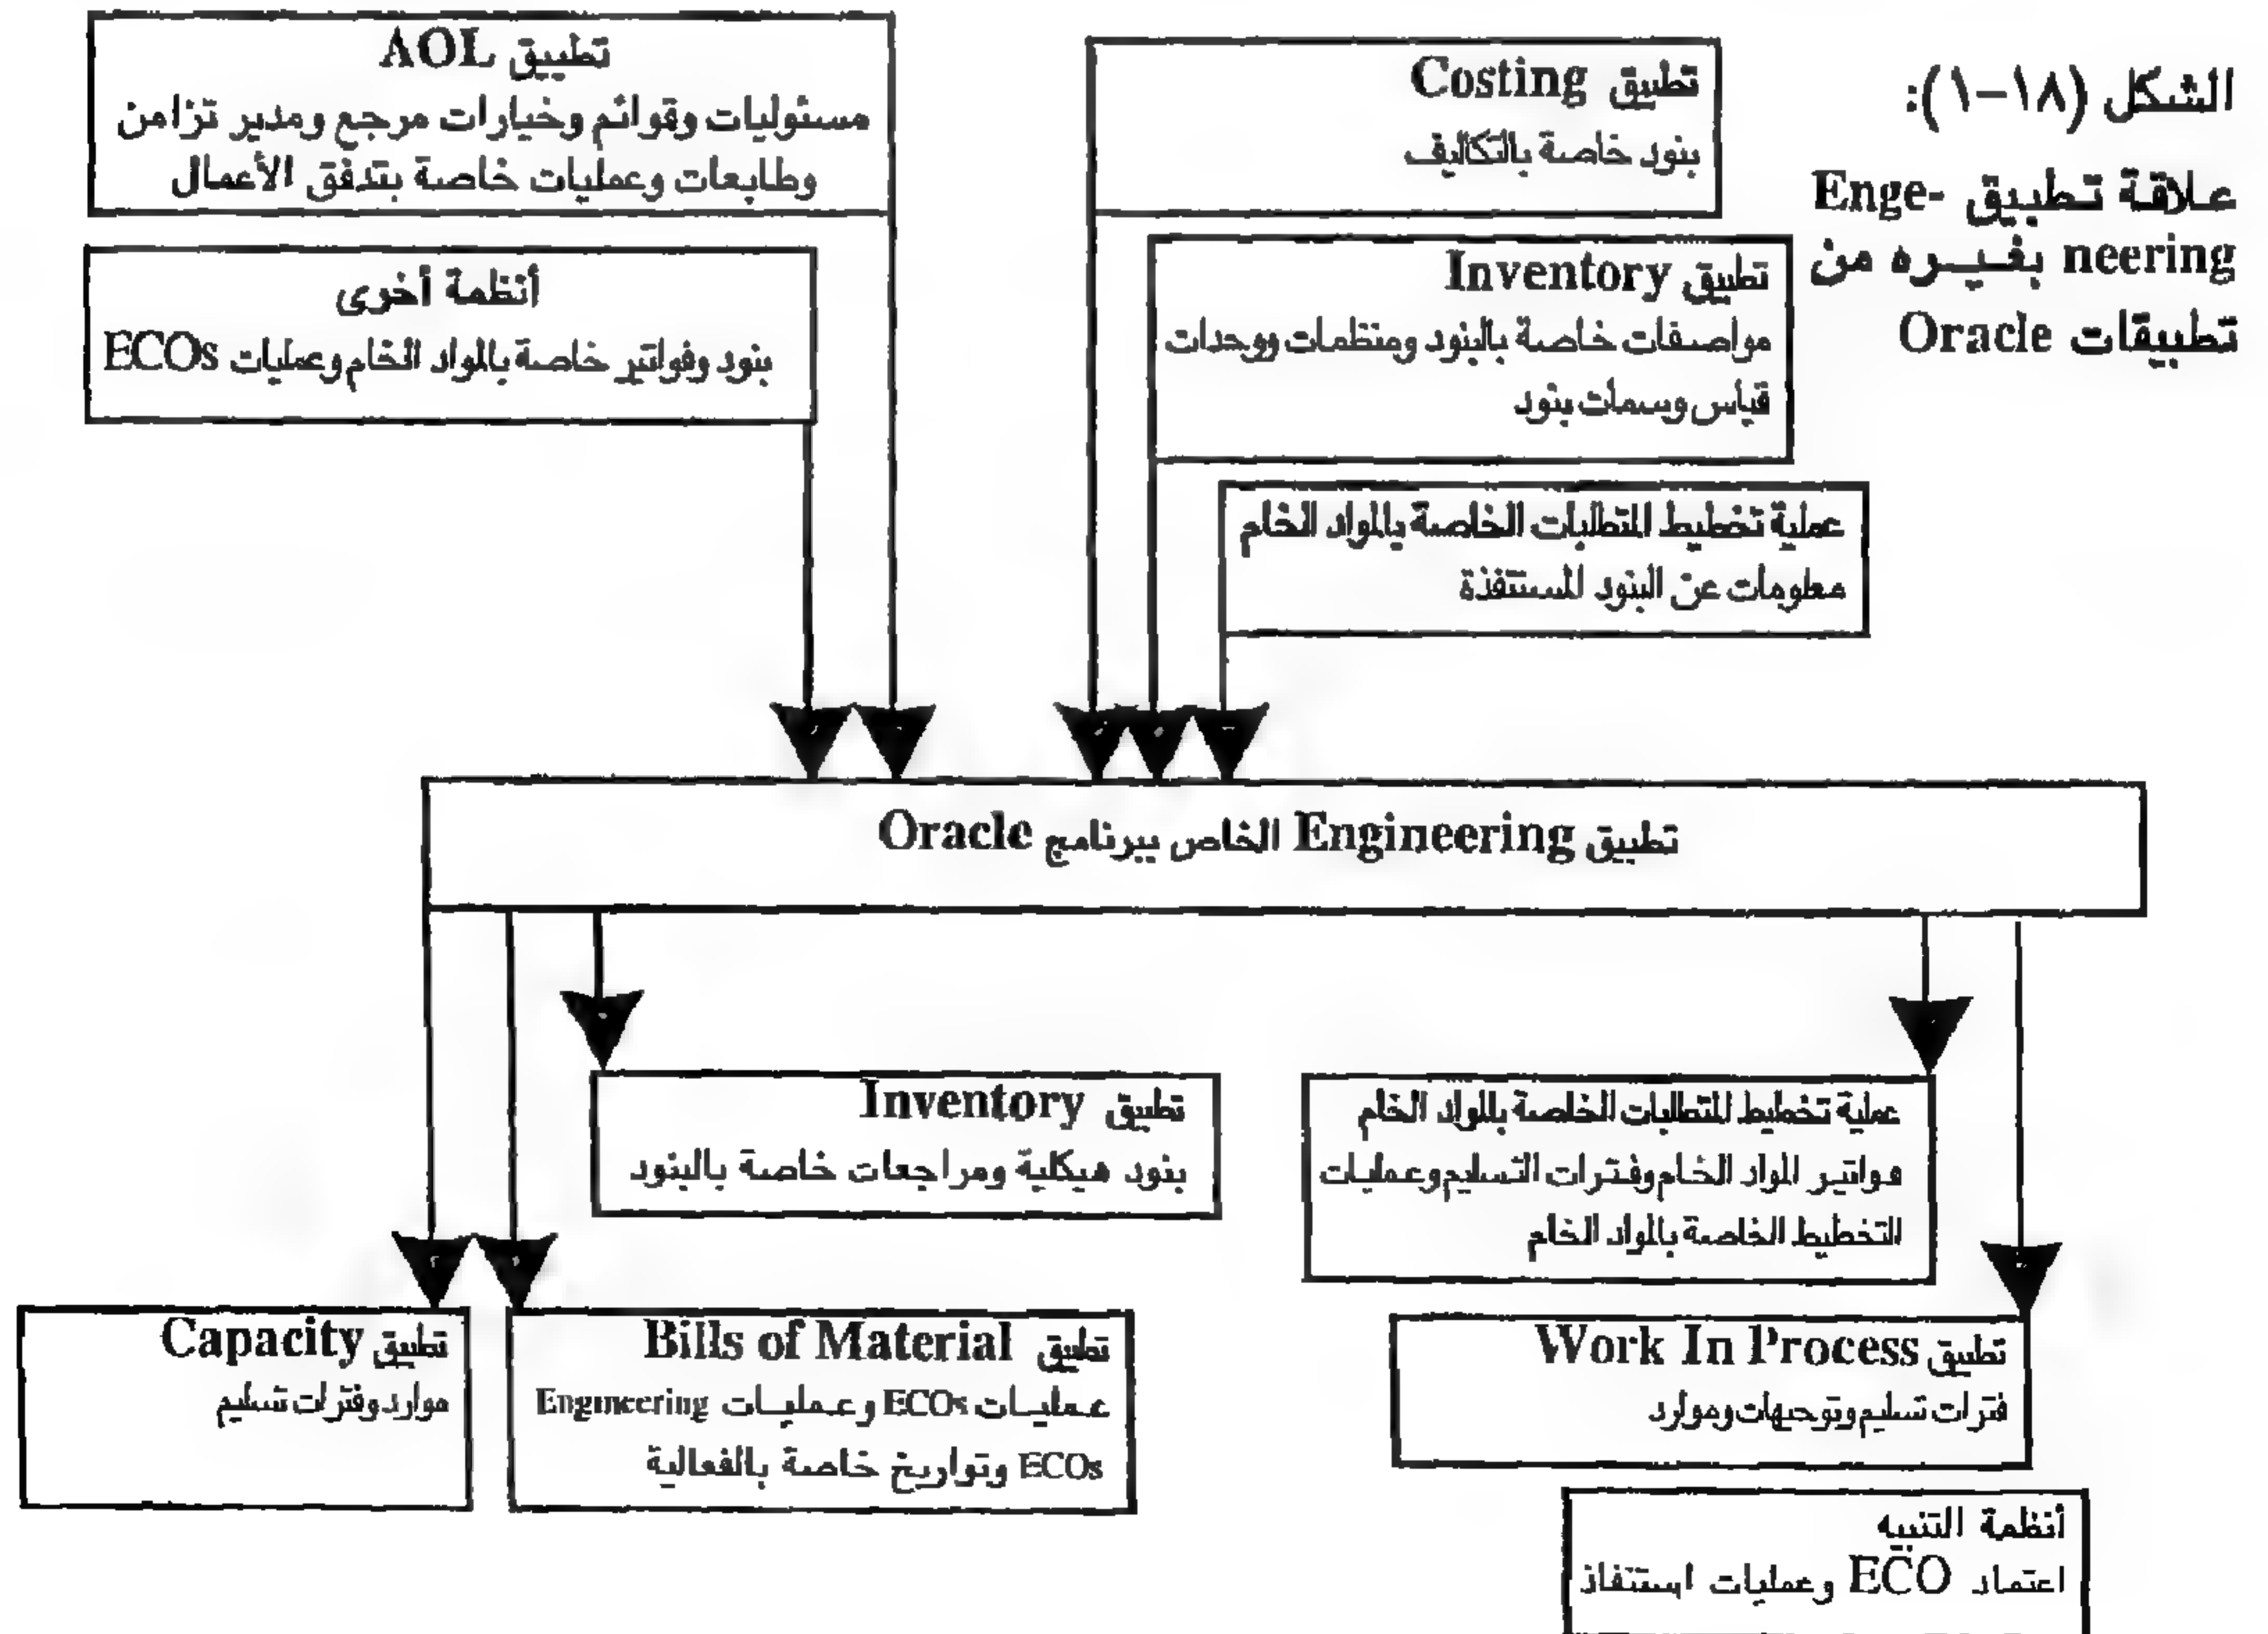 الشكل (١٨-١):
علاقة تطبيق Enge-
neering بغيره من
تطبيقات Oracle
تطبيق Costing
بنود خاصة بالتكاليف
تطبيق Inventory
مواصفات خاصة بالبنود ومنظمات ووحدات
قياس وسمات بنود
عملية تخطيط المتطلبات الخاصة بالمواد الخام
معلومات عن البنود المستنفذة
تطبيق AOL
مسئوليات وقوائم وخيارات مرجع ومدير تزامن
وطابعات وعمليات خاصة بتدفق الأعمال
أنظمة أخرى
بنود وفواتير خاصة بالمواد الخام وعمليات ECOs
تطبيق Engineering الخاص ببرنامج Oracle
عملية تخطيط المتطلبات الخاصة بالمواد الخام
فواتير المواد الخام وفترات التسليم وعمليات
التخطيط الخاصة بالمواد الخام
تطبيق Inventory
بنود هيكلية ومراجعات خاصة بالبنود
تطبيق Work In Process
فترات تسليم وتوجيهات وموارد
تطبيق Bills of Material
عمليات ECOs وعمليات Engineering
ECOs وتواريخ خاصة بالفعالية
تطبيق Capacity
موارد وفترات تسليم
أنظمة التنبيه
اعتماد ECO وعمليات استنفاذ